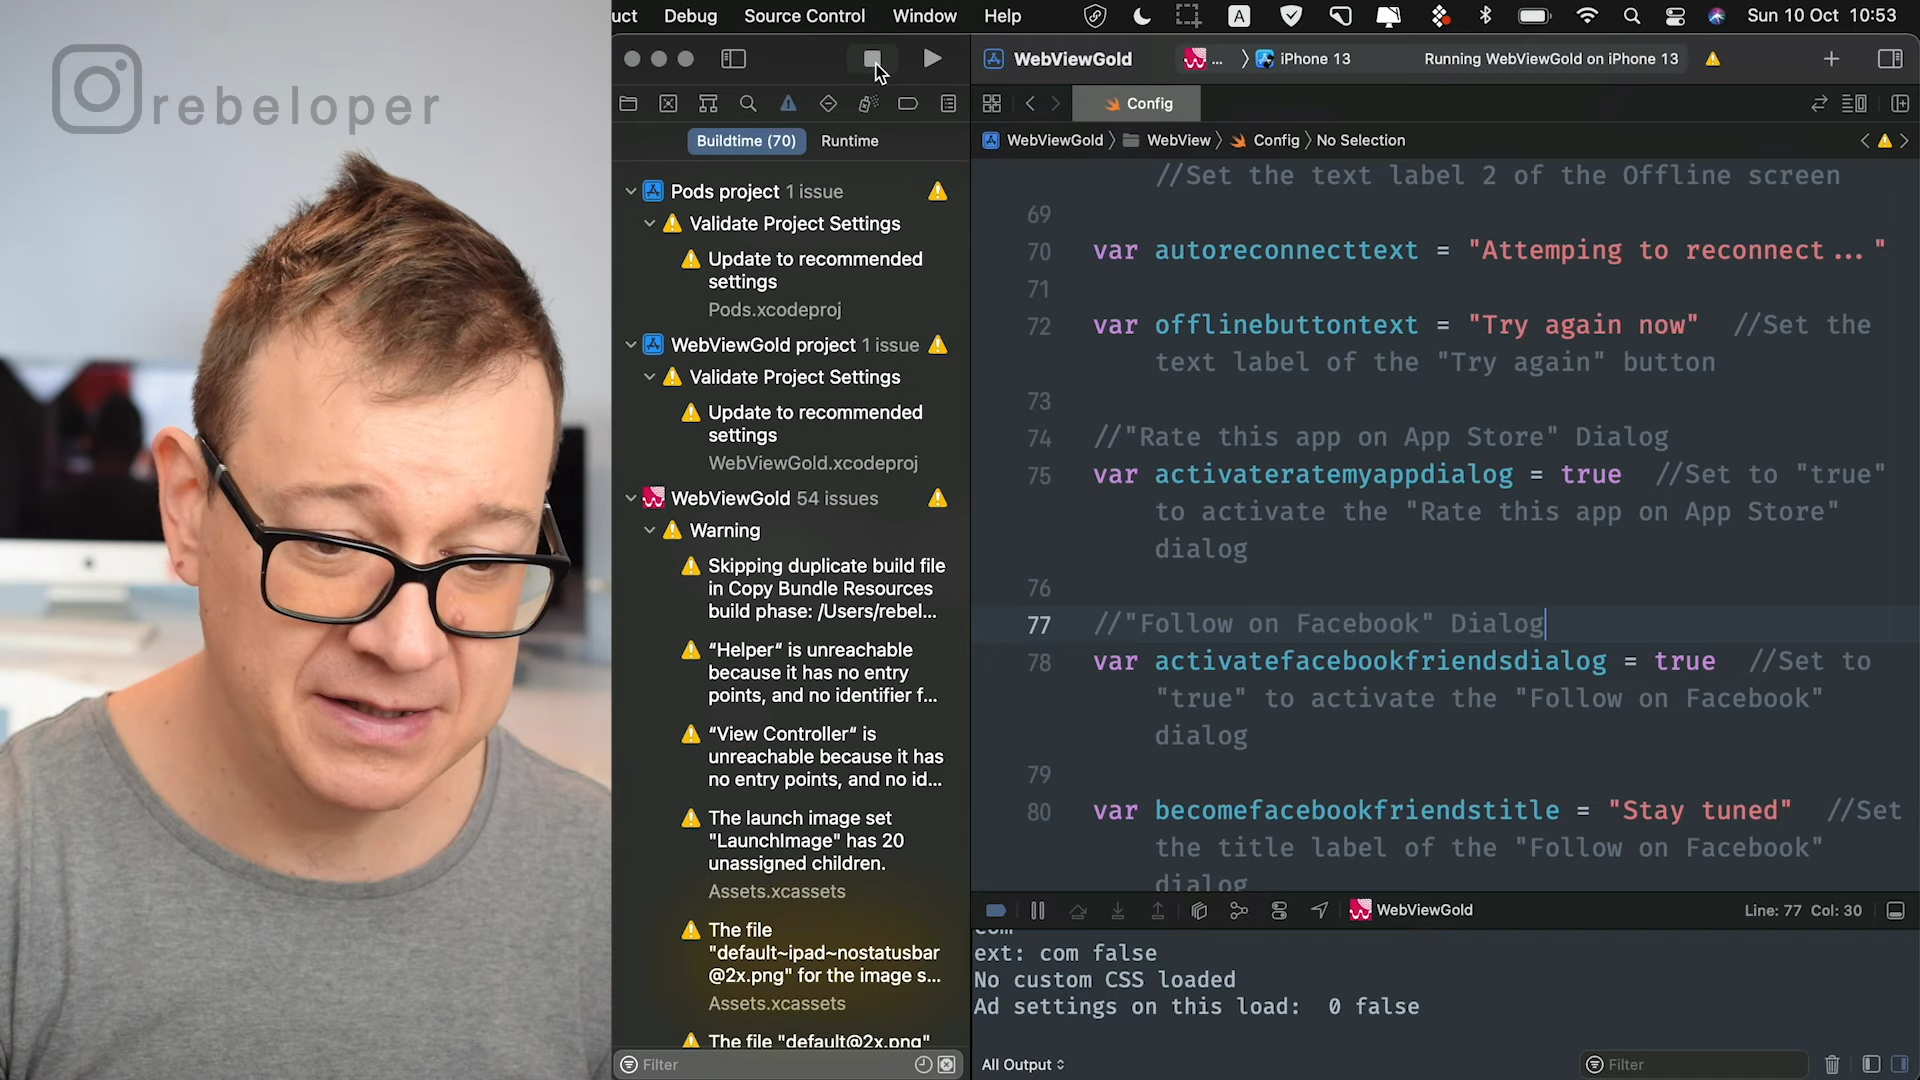 rebeloper
uct Debug Source Control Window Help A Sun 10 Oct 10:53
WebViewGold ... 〉 iPhone 13 Running WebViewGold on iPhone 13
Config
Buildtime (70) Runtime
WebViewGold 〉 WebView 〉 Config 〉 No Selection
Pods project 1 issue
Validate Project Settings
Update to recommended
settings
Pods.xcodeproj
WebViewGold project 1 issue
Validate Project Settings
Update to recommended
settings
WebViewGold.xcodeproj
WebViewGold 54 issues
Warning
Skipping duplicate build file
in Copy Bundle Resources
build phase: /Users/rebel...
"Helper" is unreachable
because it has no entry
points, and no identifier f...
"View Controller" is
unreachable because it has
no entry points, and no id...
The launch image set
"LaunchImage" has 20
unassigned children.
Assets.xcassets
The file
"default~ipad~nostatusbar
@2x.png" for the image s...
Assets.xcassets
The file "default@2x.png"
Filter
//Set the text label 2 of the Offline screen
69
70 var autoreconnecttext = "Attemping to reconnect..."
71
72 var offlinebuttontext = "Try again now" //Set the
text label of the "Try again" button
73
74 //"Rate this app on App Store" Dialog
75 var activateratemyappdialog = true //Set to "true"
to activate the "Rate this app on App Store"
dialog
76
77 //"Follow on Facebook" Dialog
78 var activatefacebookfriendsdialog = true //Set to
"true" to activate the "Follow on Facebook"
dialog
79
80 var becomefacebookfriendstitle = "Stay tuned" //Set
the title label of the "Follow on Facebook"
dialog
WebViewGold Line: 77 Col: 30
com
ext: com false
No custom CSS loaded
Ad settings on this load: 0 false
All Output Filter